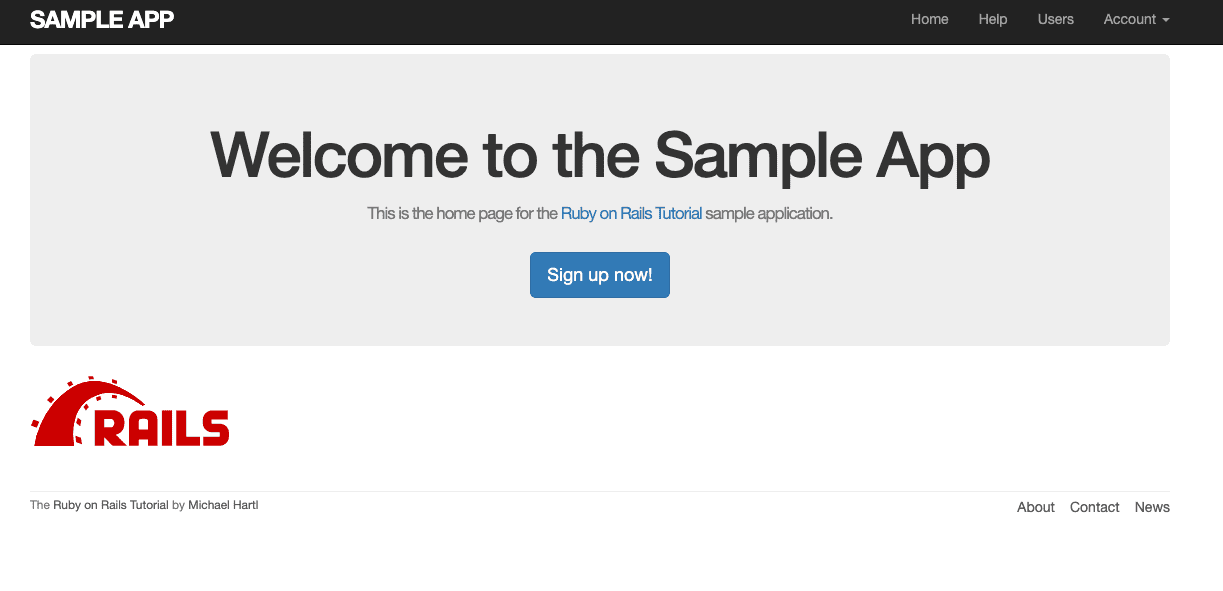 SAMPLE APP
Home Help Users Account
Welcome to the Sample App
This is the home page for the Ruby on Rails Tutorial sample application.
Sign up now!
RAILS
The Ruby on Rails Tutorial by Michael Hartl
About Contact News